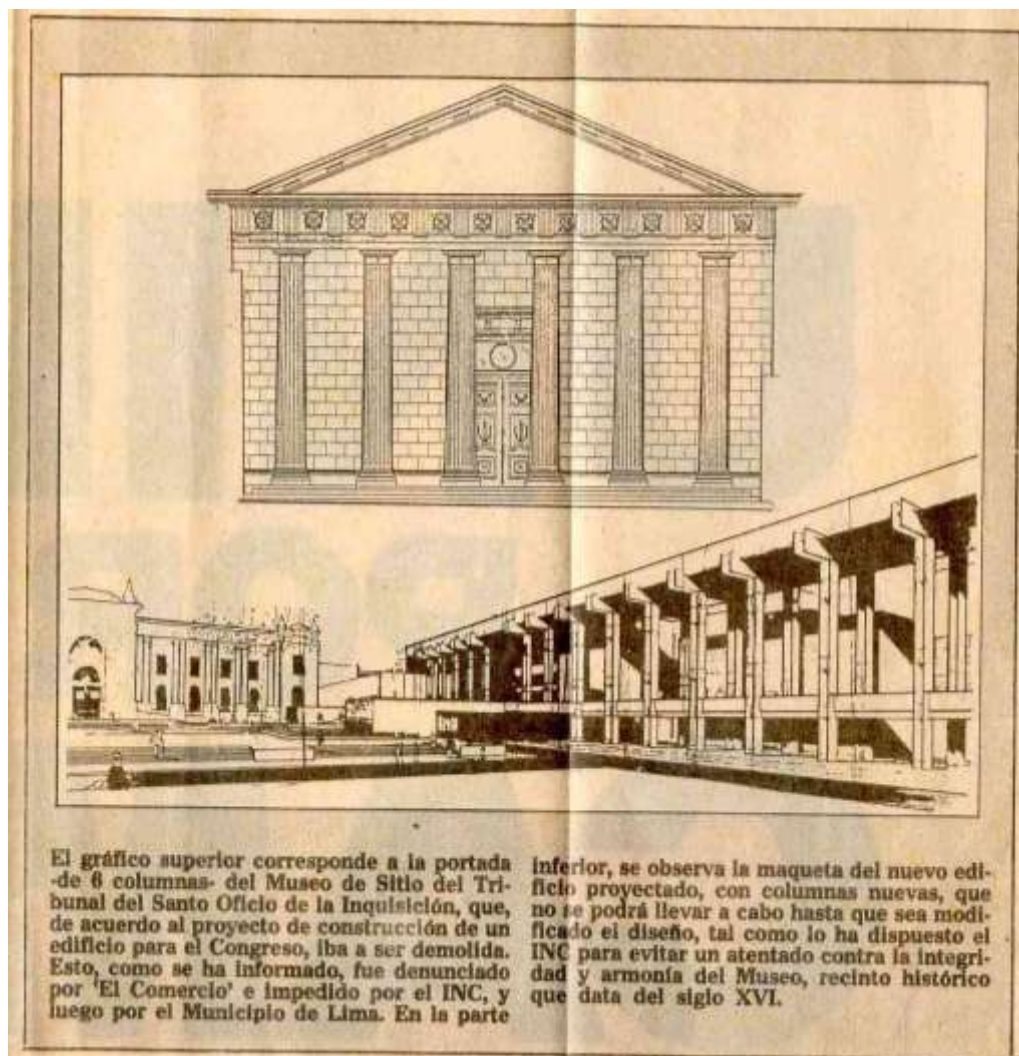 El gráfico superior corresponde a la portada
-de 6 columnas- del Museo de Sitio del Tri-
bunal del Santo Oficio de la Inquisición, que,
de acuerdo al proyecto de construcción de un
edificio para el Congreso, iba a ser demolida.
Esto, como se ha informado, fue denunciado
por 'El Comercio' e impedido por el INC, y
luego por el Municipio de Lima. En la parte
inferior, se observa la maqueta del nuevo edi-
ficio proyectado, con columnas nuevas, que
no se podrá llevar a cabo hasta que sea modi-
ficado el diseño, tal como lo ha dispuesto el
INC para evitar un atentado contra la integri-
dad y armonía del Museo, recinto histórico
que data del siglo XVI.